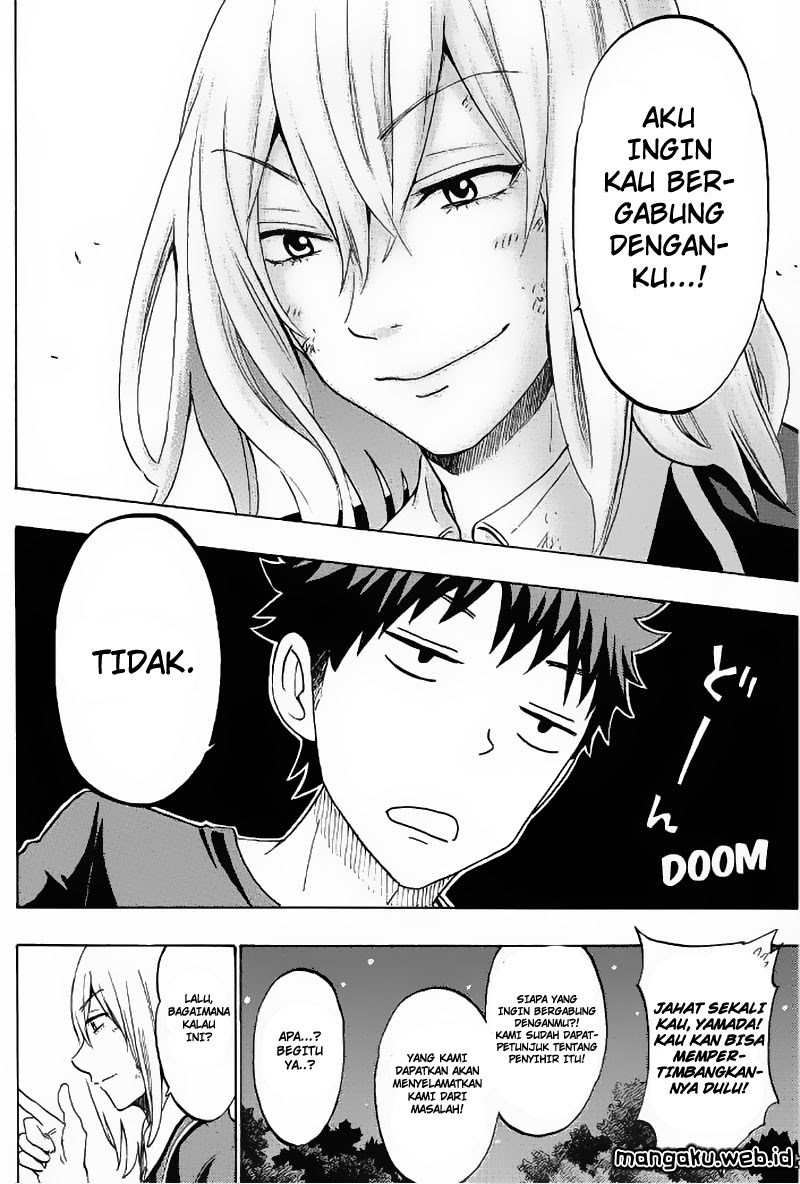 AKU
INGIN
KAU BER-
GABUNG
DENGAN-
KU...!
TIDAK.
どーん
DOOM
JAHAT SEKALI
KAU, YAMADA!
KAU KAN BISA
MEMPER-
TIMBANGKAN-
NYA DULU!
SIAPA YANG
INGIN BERGABUNG
DENGANMU?!
KAMI SUDAH DAPAT-
PETUNJUK TENTANG
PENYIHIR ITU!
YANG KAMI
DAPATKAN AKAN
MENYELAMATKAN
KAMI DARI
MASALAH!
APA...?
BEGITU
YA..?
LALU,
BAGAIMANA
KALAU
INI?
mangaku.web.id